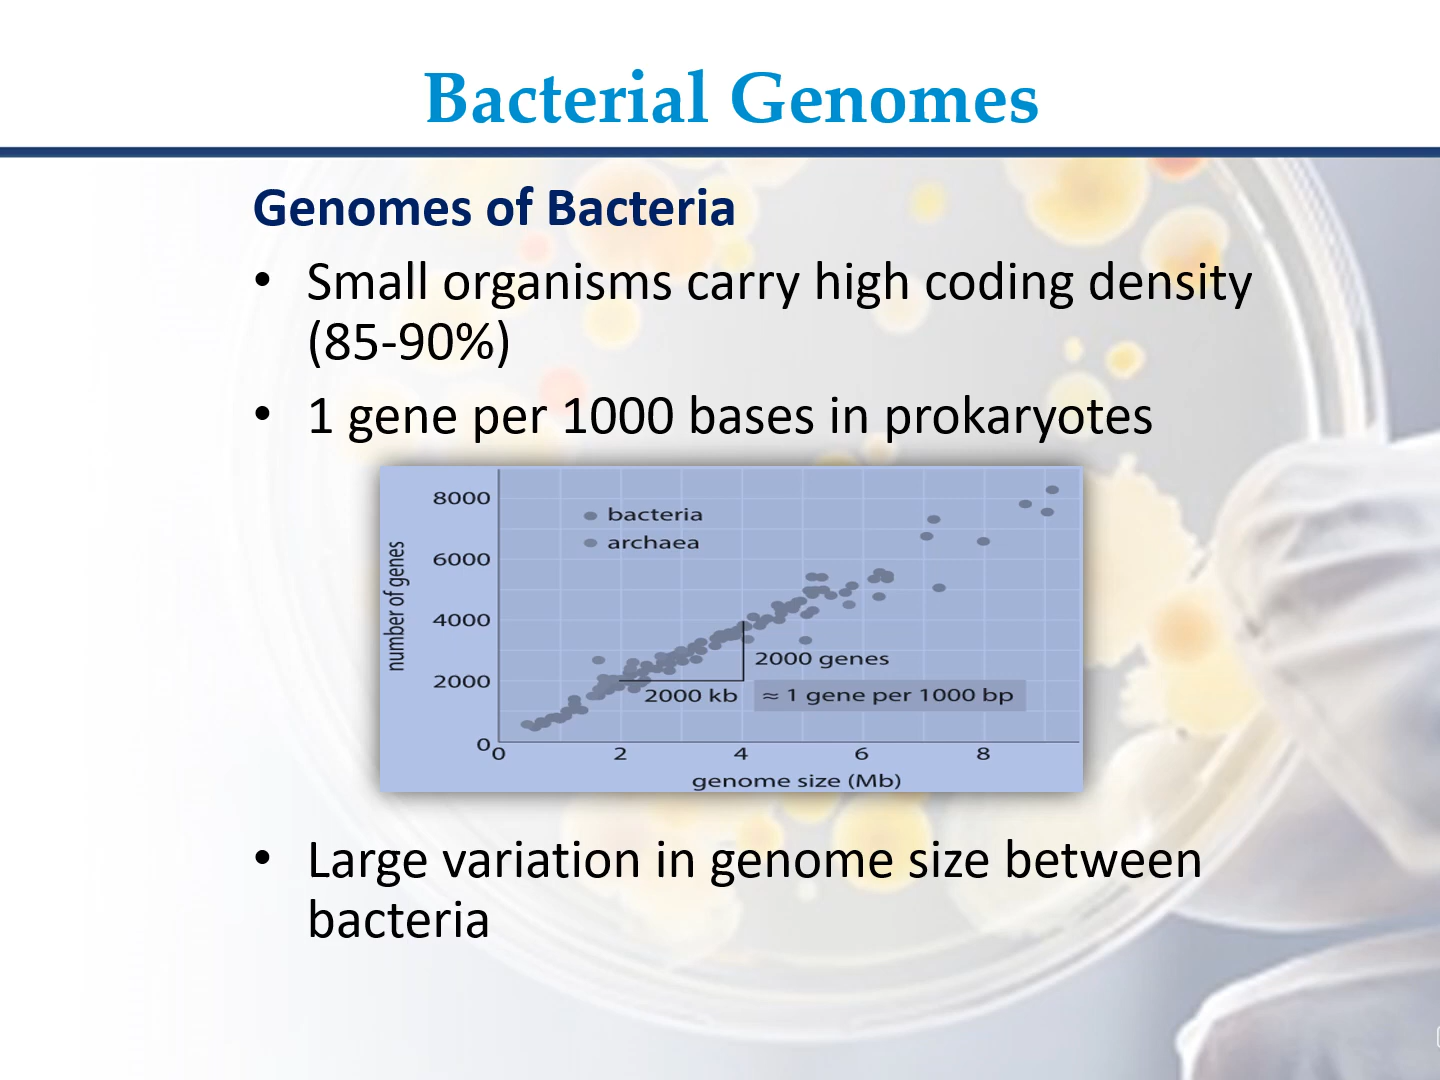 Bacterial Genomes
Genomes of Bacteria
• Small organisms carry high coding density
(85-90%)
• 1 gene per 1000 bases in prokaryotes
number of genes
8000
6000
4000
2000
0
bacteria
archaea
2000 genes
2000 kb
≈ 1 gene per 1000 bp
0 2 4 6 8
genome size (Mb)
• Large variation in genome size between
bacteria